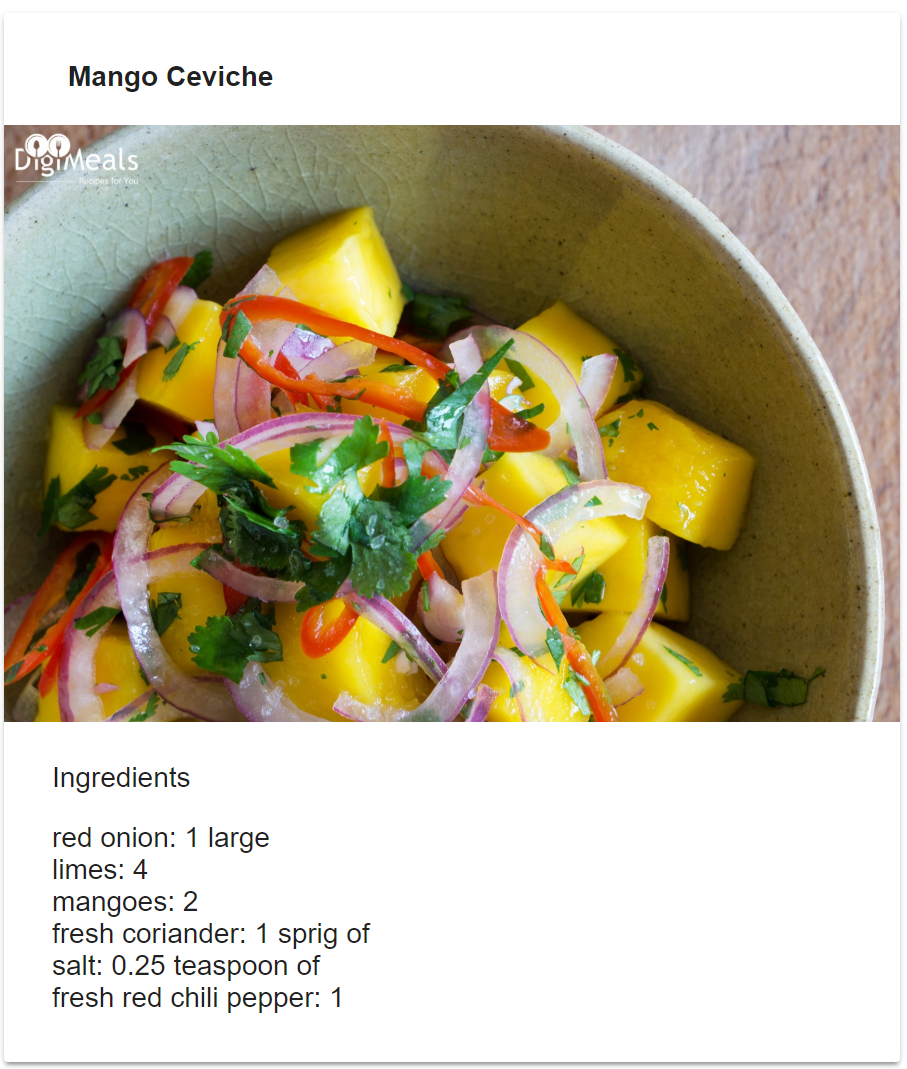 Mango Ceviche
DigiMeals
Recipes for You
Ingredients
red onion: 1 large
limes: 4
mangoes: 2
fresh coriander: 1 sprig of
salt: 0.25 teaspoon of
fresh red chili pepper: 1